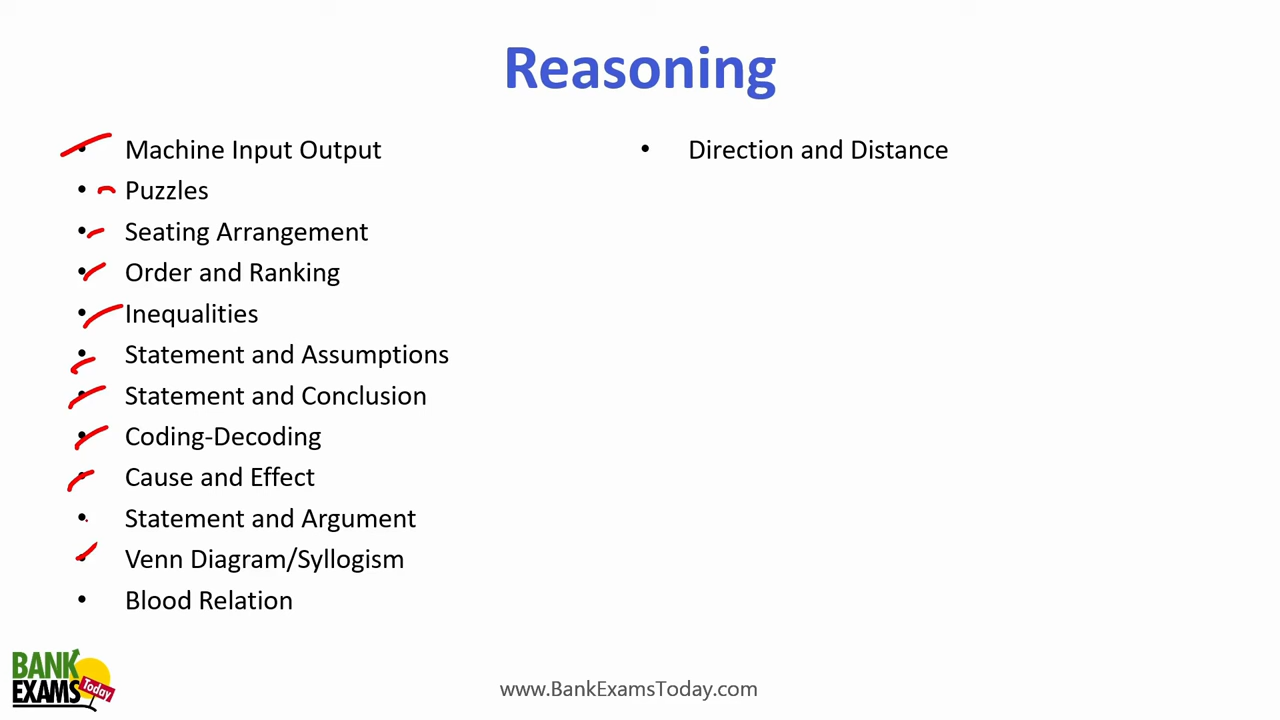 Reasoning
• Machine Input Output
• Puzzles
• Seating Arrangement
• Order and Ranking
• Inequalities
• Statement and Assumptions
• Statement and Conclusion
• Coding-Decoding
• Cause and Effect
• Statement and Argument
• Venn Diagram/Syllogism
• Blood Relation
• Direction and Distance
BANK
EXAMS
Today
www.BankExamsToday.com